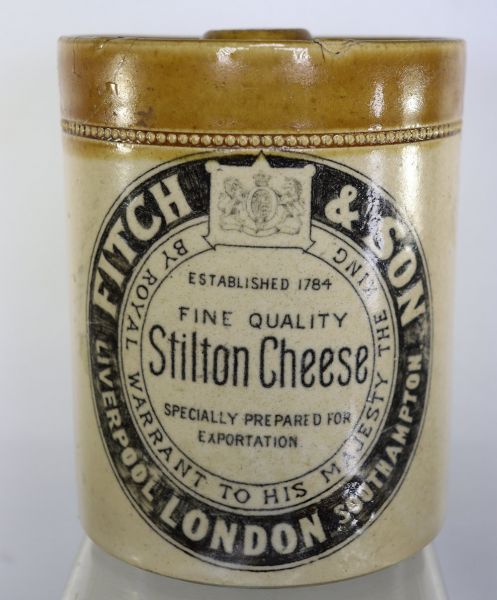 FITCH & SON
BY ROYAL WARRANT TO HIS MAJESTY THE KING.
ESTABLISHED 1784
FINE QUALITY
Stilton Cheese
SPECIALLY PREPARED FOR
EXPORTATION.
LIVERPOOL LONDON SOUTHAMPTON